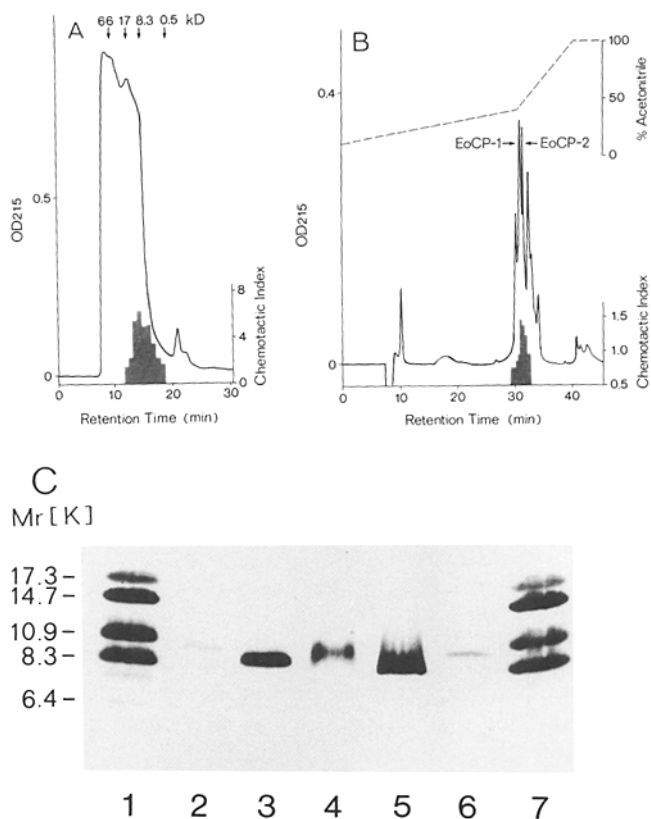 A
66 17 8.3 0.5 kD
OD215
0.5
0
8
4
0
Chemotactic Index
0 10 20 30
Retention Time (min)
B
100
50
0
% Acetonitrile
0.4
EoCP-1
EoCP-2
OD215
0
1.5
1.0
0.5
Chemotactic Index
0 10 20 30 40
Retention Time (min)
C
Mr [K]
17.3
14.7
10.9
8.3
6.4
1 2 3 4 5 6 7